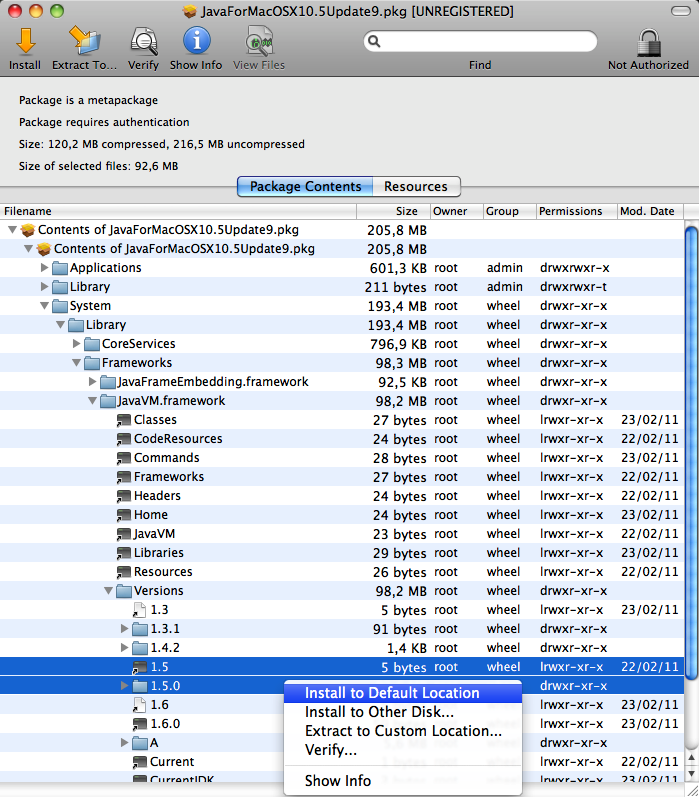 JavaForMacOSX10.5Update9.pkg [UNREGISTERED]
Install Extract To... Verify Show Info View Files Find Not Authorized
Package is a metapackage
Package requires authentication
Size: 120,2 MB compressed, 216,5 MB uncompressed
Size of selected files: 92,6 MB
Package Contents Resources
Filename Size Owner Group Permissions Mod. Date
Contents of JavaForMacOSX10.5Update9.pkg 205,8 MB
Contents of JavaForMacOSX10.5Update9.pkg 205,8 MB
Applications 601,3 KB root admin drwxrwxr-x
Library 211 bytes root admin drwxrwxr-t
System 193,4 MB root wheel drwxr-xr-x
Library 193,4 MB root wheel drwxr-xr-x
CoreServices 796,9 KB root wheel drwxr-xr-x
Frameworks 98,3 MB root wheel drwxr-xr-x
JavaFrameEmbedding.framework 92,5 KB root wheel drwxr-xr-x
JavaVM.framework 98,2 MB root wheel drwxr-xr-x
Classes 27 bytes root wheel lrwxr-xr-x 23/02/11
CodeResources 24 bytes root wheel lrwxr-xr-x 22/02/11
Commands 28 bytes root wheel lrwxr-xr-x 23/02/11
Frameworks 27 bytes root wheel lrwxr-xr-x 22/02/11
Headers 27 bytes root wheel lrwxr-xr-x 22/02/11
Home 24 bytes root wheel lrwxr-xr-x 23/02/11
JavaVM 23 bytes root wheel lrwxr-xr-x 22/02/11
Libraries 29 bytes root wheel lrwxr-xr-x 23/02/11
Resources 26 bytes root wheel lrwxr-xr-x 22/02/11
Versions 98,2 MB root wheel drwxr-xr-x
1.3 5 bytes root wheel lrwxr-xr-x 23/02/11
1.3.1 91 bytes root wheel drwxr-xr-x
1.4.2 1,4 KB root wheel drwxr-xr-x
1.5 5 bytes root wheel lrwxr-xr-x 22/02/11
1.5.0 drwxr-xr-x
1.6 lrwxr-xr-x 23/02/11
1.6.0 lrwxr-xr-x 23/02/11
A drwxr-xr-x
Current lrwxr-xr-x 22/02/11
CurrentJDK lrwxr-xr-x 23/02/11
Install to Default Location
Install to Other Disk...
Extract to Custom Location...
Verify...
Show Info